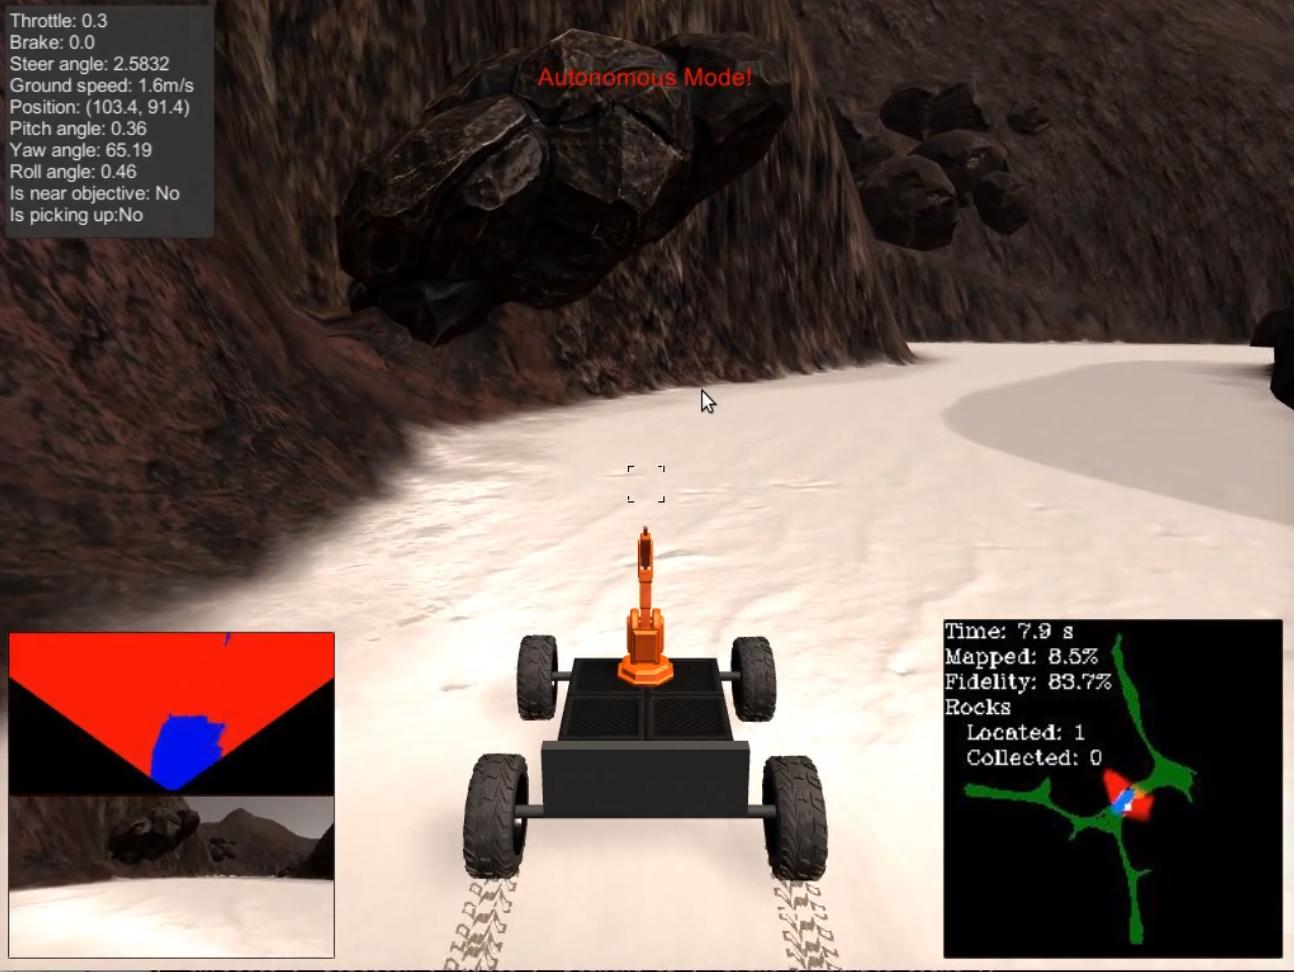 Throttle: 0.3
Brake: 0.0
Steer angle: 2.5832
Ground speed: 1.6m/s
Position: (103.4, 91.4)
Pitch angle: 0.36
Yaw angle: 65.19
Roll angle: 0.46
Is near objective: No
Is picking up:No
Autonomous Mode!
Time: 7.9 s
Mapped: 8.5%
Fidelity: 83.7%
Rocks
Located: 1
Collected: 0